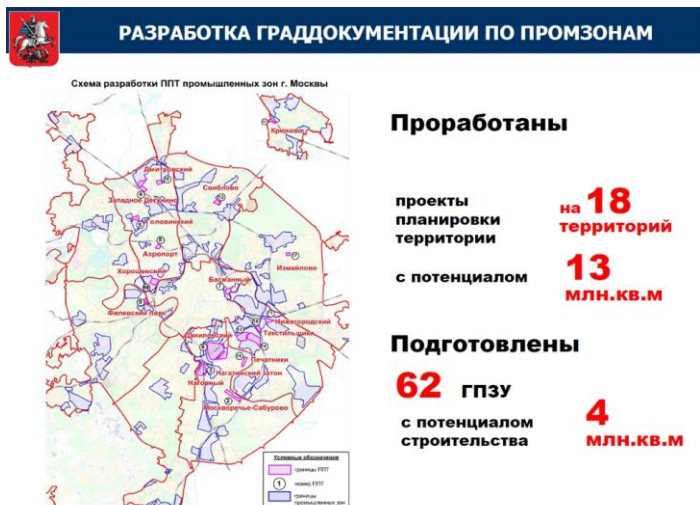 РАЗРАБОТКА ГРАДДОКУМЕНТАЦИИ ПО ПРОМЗОНАМ
Схема разработки ППТ промышленных зон г. Москвы
Крюково
Дмитровский
Западное Дегунино
Свиблово
Головинский
Аэропорт
Хорошевский
Измайлово
Басманный
Филевский парк
Нижегородский
Даниловский
Текстильщики
Печатники
Нагатинский затон
Нагорный
Москворечье-Сабурово
Условные обозначения
границы ППТ
1 номер ППТ
границы
промышленных зон
Проработаны
проекты
планировки
территории
на 18
территорий
с потенциалом
13
млн.кв.м
Подготовлены
62 ГПЗУ
с потенциалом
строительства
4
млн.кв.м